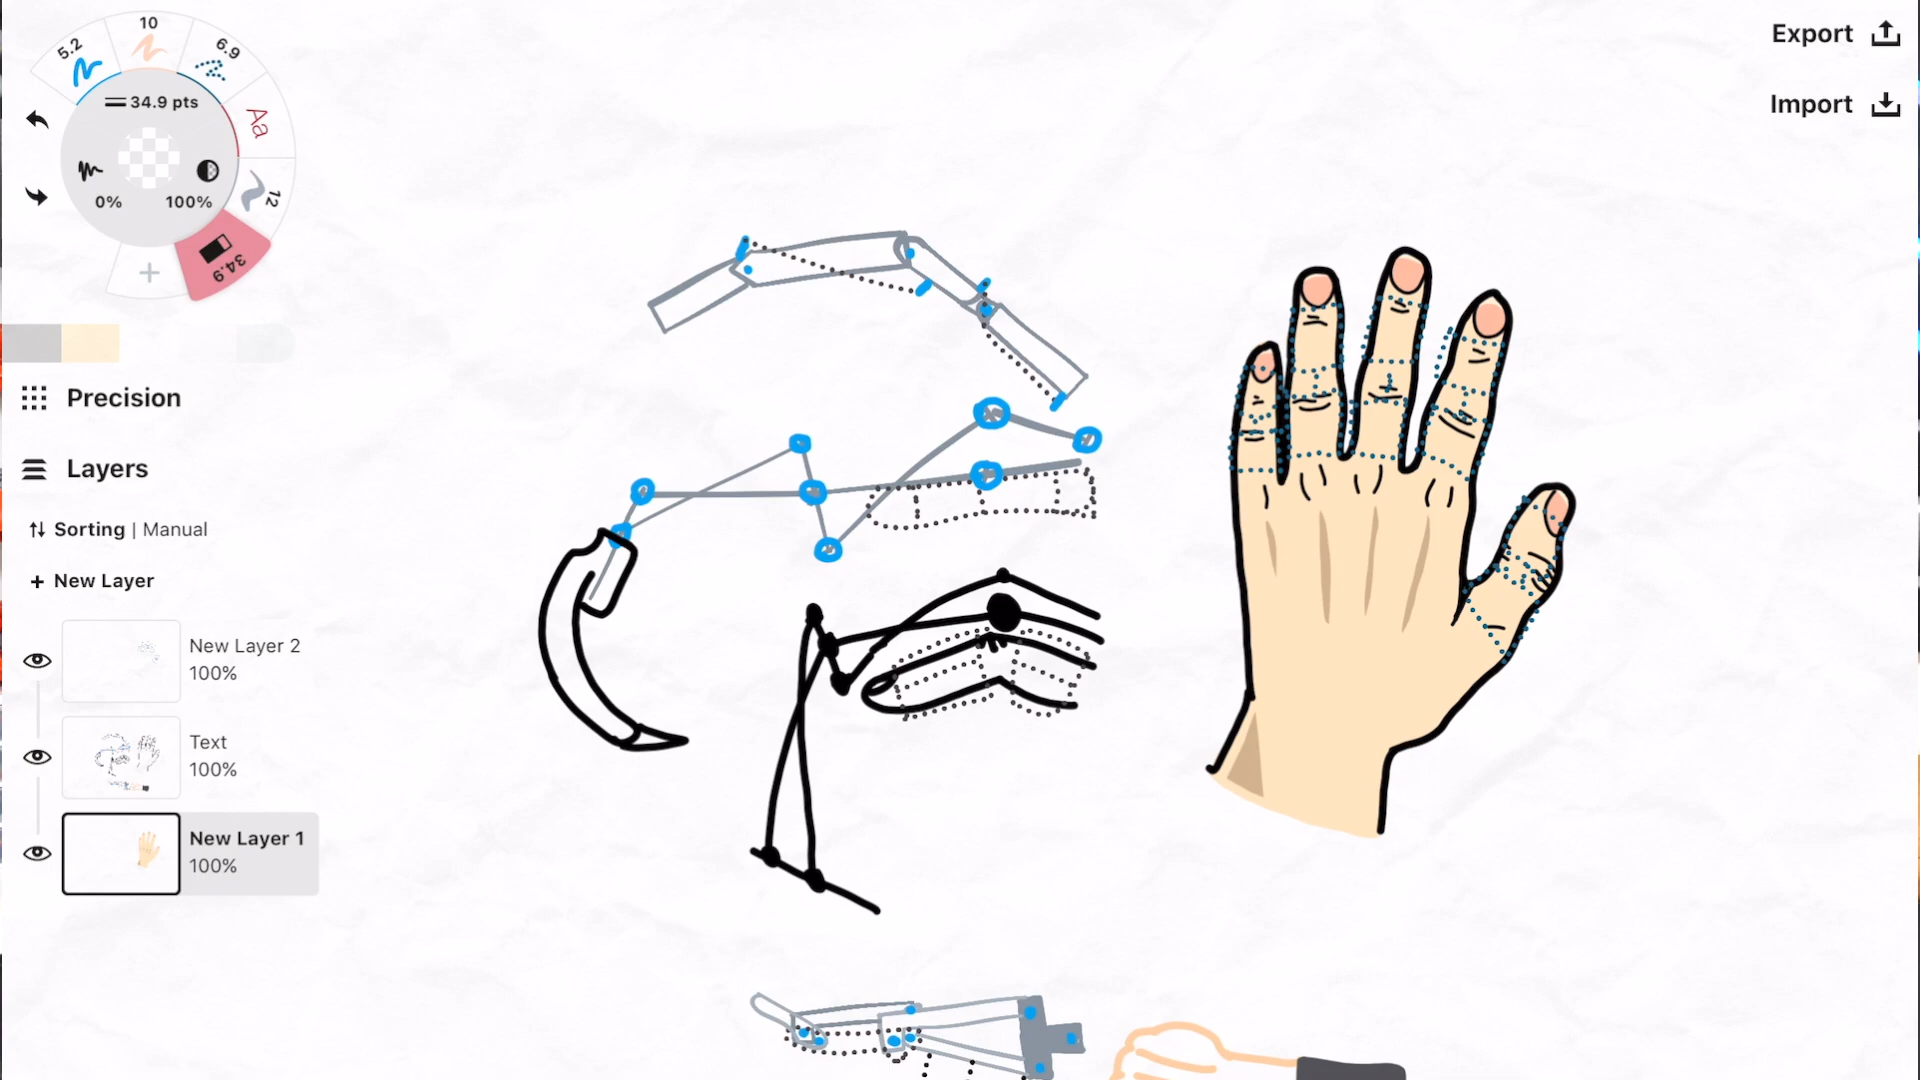 10
5.2
6.9
34.9 pts
Aa
12
0%
100%
34.9
+
Export
Import
Precision
Layers
Sorting | Manual
+ New Layer
New Layer 2
100%
Text
100%
New Layer 1
100%